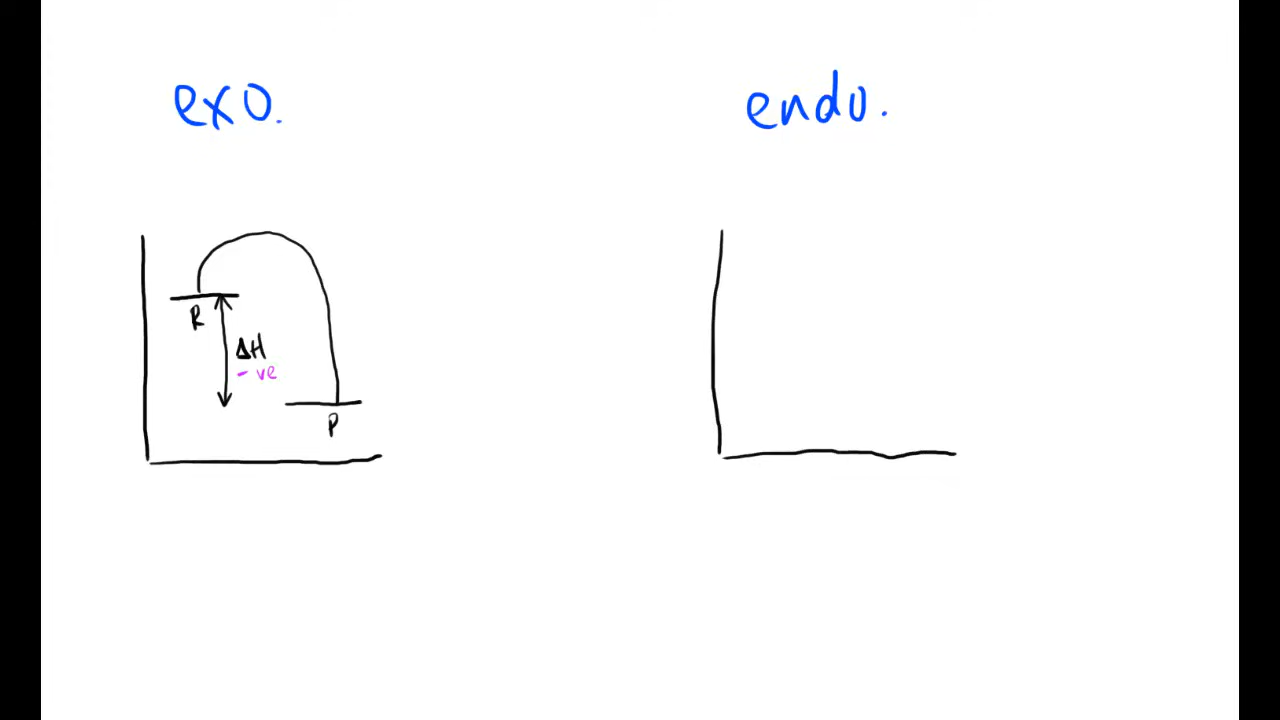 exo.
endo.
R
ΔH
- ve
P